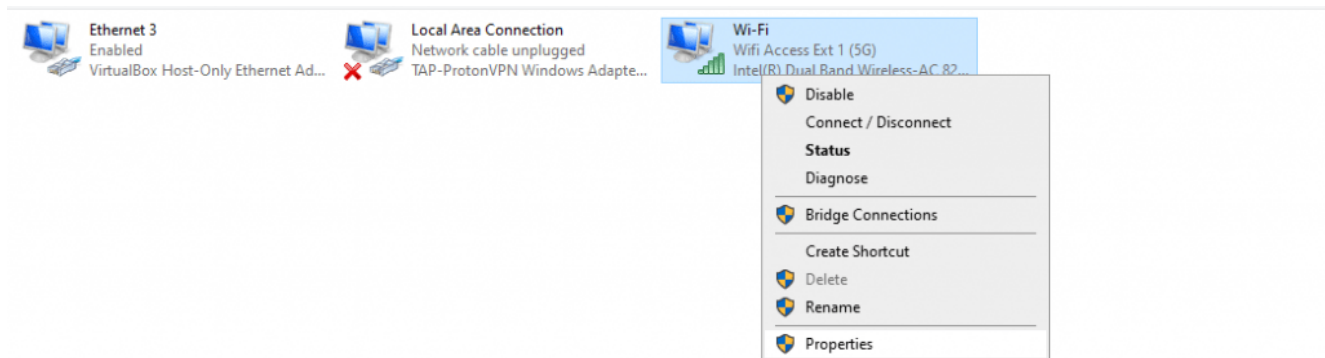 Ethernet 3
Enabled
VirtualBox Host-Only Ethernet Ad...
Local Area Connection
Network cable unplugged
TAP-ProtonVPN Windows Adapte...
Wi-Fi
Wifi Access Ext 1 (5G)
Intel(R) Dual Band Wireless-AC 82...
Disable
Connect / Disconnect
Status
Diagnose
Bridge Connections
Create Shortcut
Delete
Rename
Properties